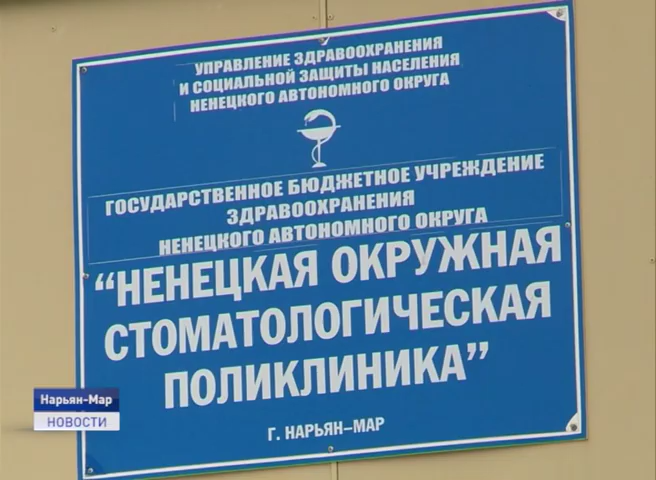 УПРАВЛЕНИЕ ЗДРАВООХРАНЕНИЯ
И СОЦИАЛЬНОЙ ЗАЩИТЫ НАСЕЛЕНИЯ
НЕНЕЦКОГО АВТОНОМНОГО ОКРУГА
ГОСУДАРСТВЕННОЕ БЮДЖЕТНОЕ УЧРЕЖДЕНИЕ
ЗДРАВООХРАНЕНИЯ
НЕНЕЦКОГО АВТОНОМНОГО ОКРУГА
“НЕНЕЦКАЯ ОКРУЖНАЯ
СТОМАТОЛОГИЧЕСКАЯ
ПОЛИКЛИНИКА”
Г. НАРЬЯН–МАР
Нарьян-Мар
НОВОСТИ